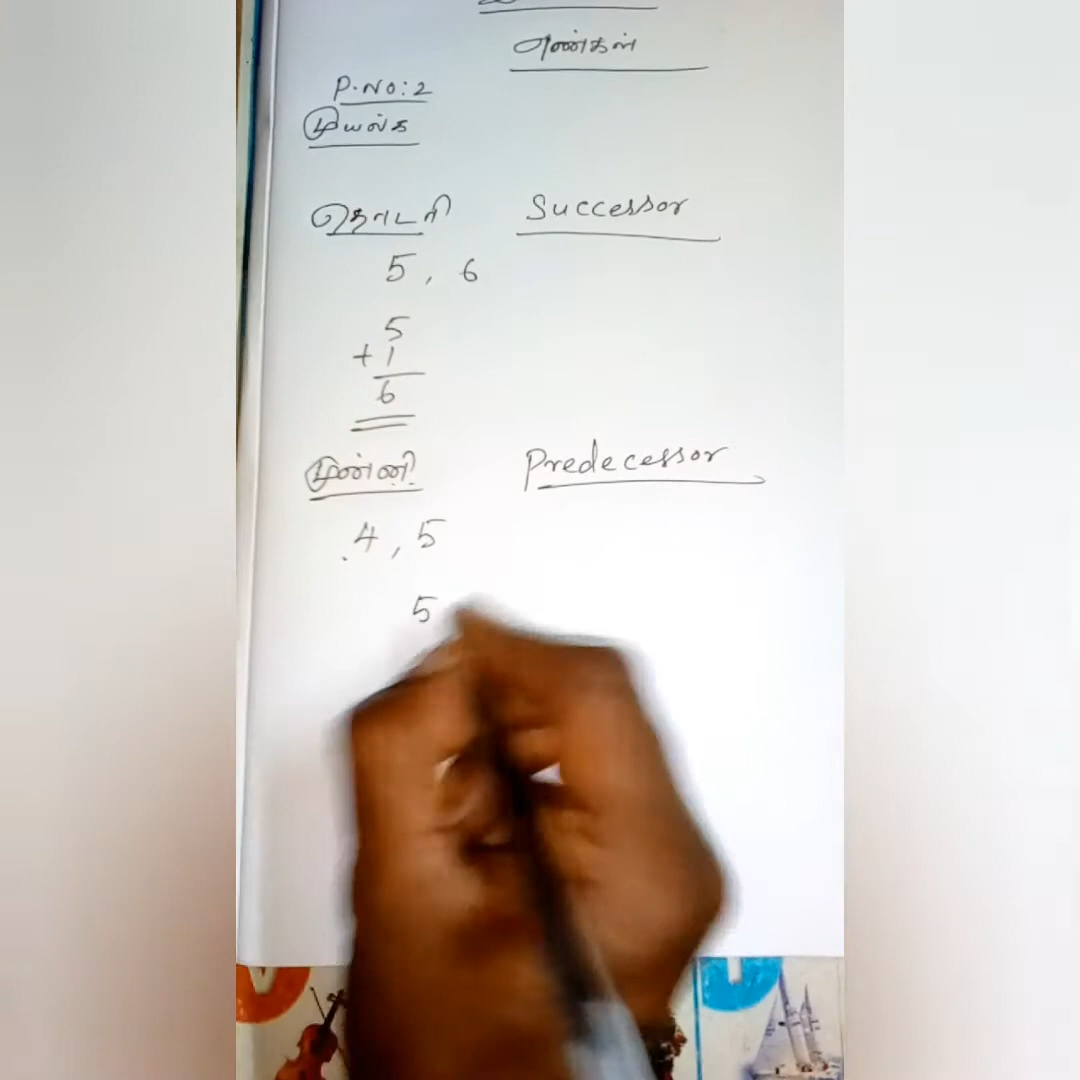 எண்கள்
P.No:2
முயல்க
தொடரி Successor
5, 6
5
+ 1
6
முன்னி Predecessor
4, 5
5